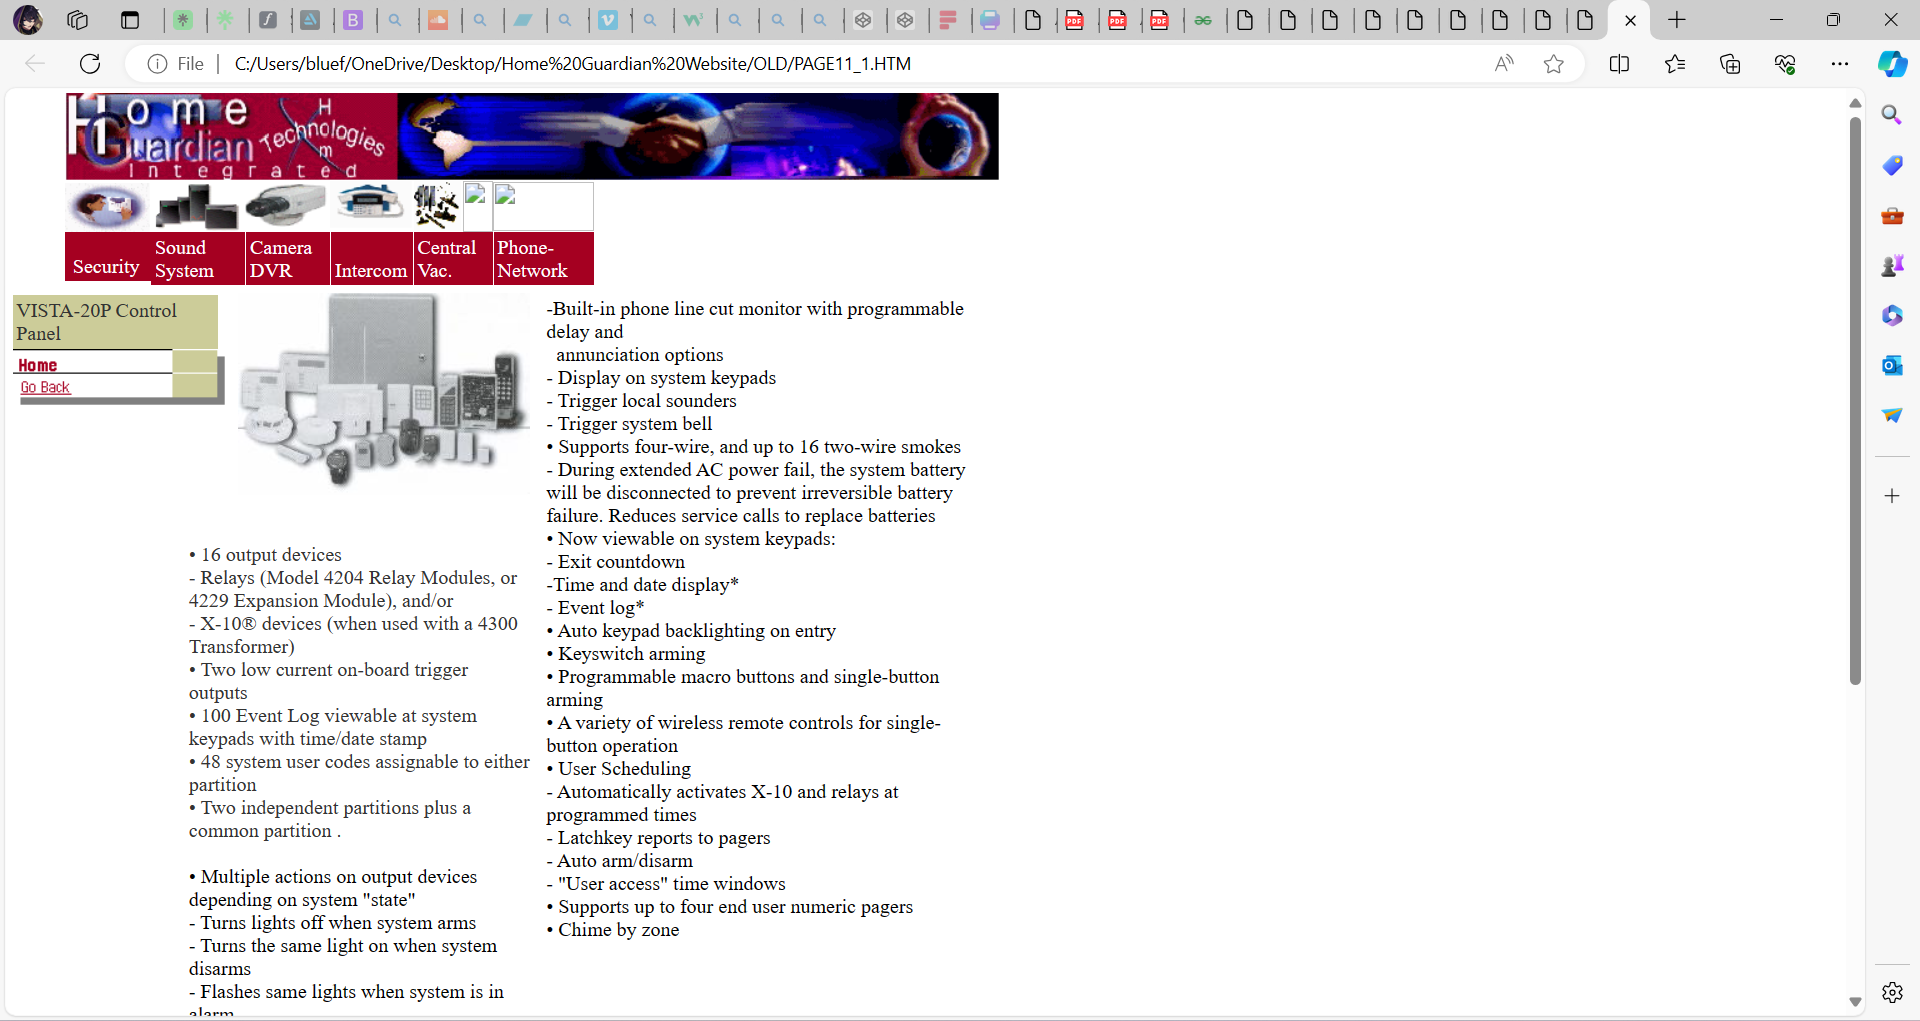 File
C:/Users/bluef/OneDrive/Desktop/Home%20Guardian%20Website/OLD/PAGE11_1.HTM
Home
Guardian
Integrated
Technologies
H
m
Security
Sound
System
Camera
DVR
Intercom
Central
Vac.
Phone-
Network
VISTA-20P Control
Panel
Home
Go Back
• 16 output devices
- Relays (Model 4204 Relay Modules, or
4229 Expansion Module), and/or
- X-10® devices (when used with a 4300
Transformer)
• Two low current on-board trigger
outputs
• 100 Event Log viewable at system
keypads with time/date stamp
• 48 system user codes assignable to either
partition
• Two independent partitions plus a
common partition .
• Multiple actions on output devices
depending on system "state"
- Turns lights off when system arms
- Turns the same light on when system
disarms
- Flashes same lights when system is in
alarm
-Built-in phone line cut monitor with programmable
delay and
annunciation options
- Display on system keypads
- Trigger local sounders
- Trigger system bell
• Supports four-wire, and up to 16 two-wire smokes
- During extended AC power fail, the system battery
will be disconnected to prevent irreversible battery
failure. Reduces service calls to replace batteries
• Now viewable on system keypads:
- Exit countdown
-Time and date display*
- Event log*
• Auto keypad backlighting on entry
• Keyswitch arming
• Programmable macro buttons and single-button
arming
• A variety of wireless remote controls for single-
button operation
• User Scheduling
- Automatically activates X-10 and relays at
programmed times
- Latchkey reports to pagers
- Auto arm/disarm
- "User access" time windows
• Supports up to four end user numeric pagers
• Chime by zone